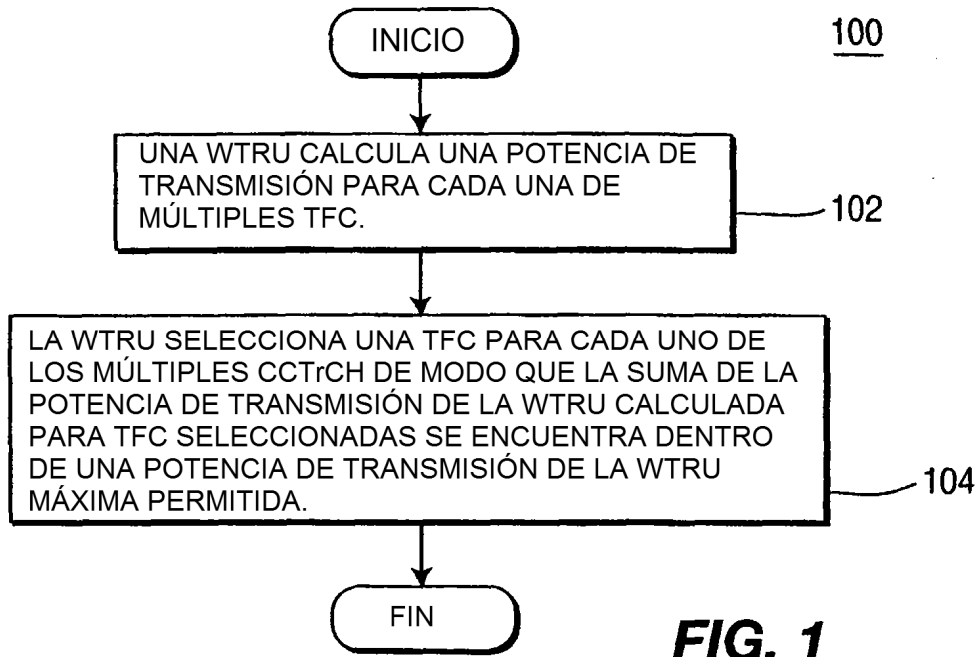 INICIO
100
UNA WTRU CALCULA UNA POTENCIA DE
TRANSMISIÓN PARA CADA UNA DE
MÚLTIPLES TFC.
102
LA WTRU SELECCIONA UNA TFC PARA CADA UNO DE
LOS MÚLTIPLES CCTrCH DE MODO QUE LA SUMA DE LA
POTENCIA DE TRANSMISIÓN DE LA WTRU CALCULADA
PARA TFC SELECCIONADAS SE ENCUENTRA DENTRO
DE UNA POTENCIA DE TRANSMISIÓN DE LA WTRU
MÁXIMA PERMITIDA.
104
FIN
FIG. 1